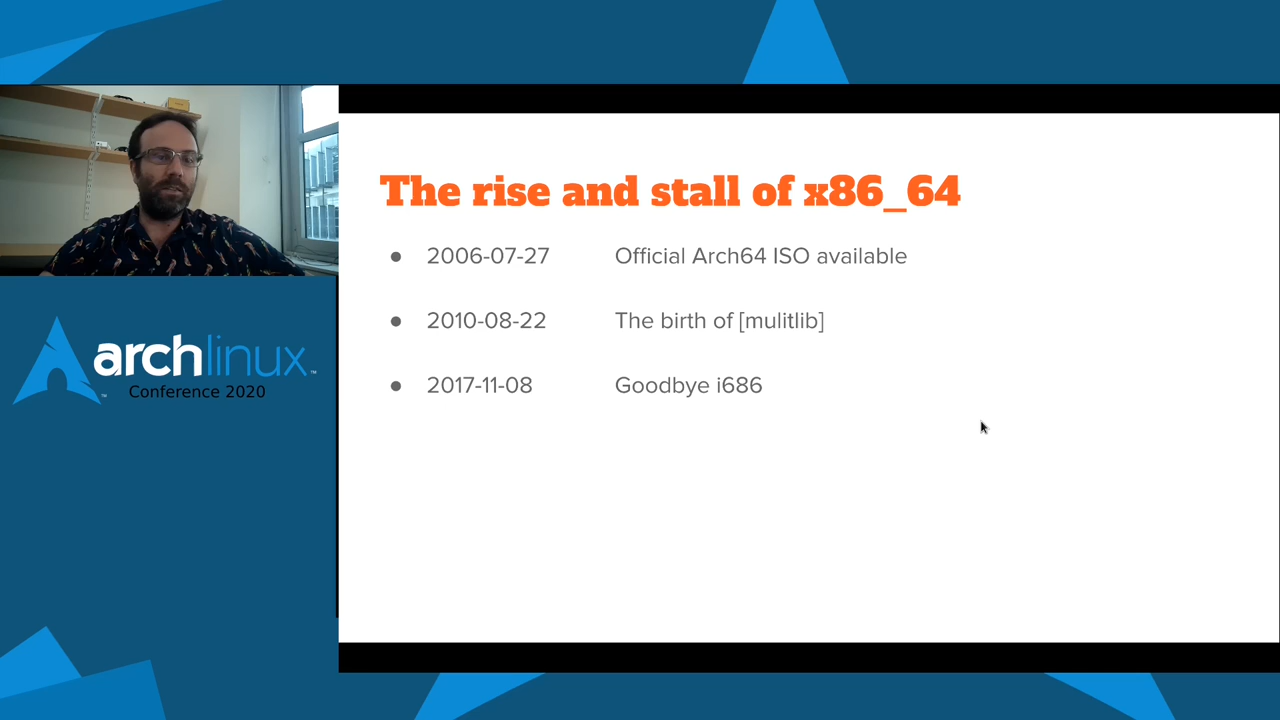 The rise and stall of x86_64
● 2006-07-27 Official Arch64 ISO available
● 2010-08-22 The birth of [mulitlib]
● 2017-11-08 Goodbye i686
archlinux™
Conference 2020